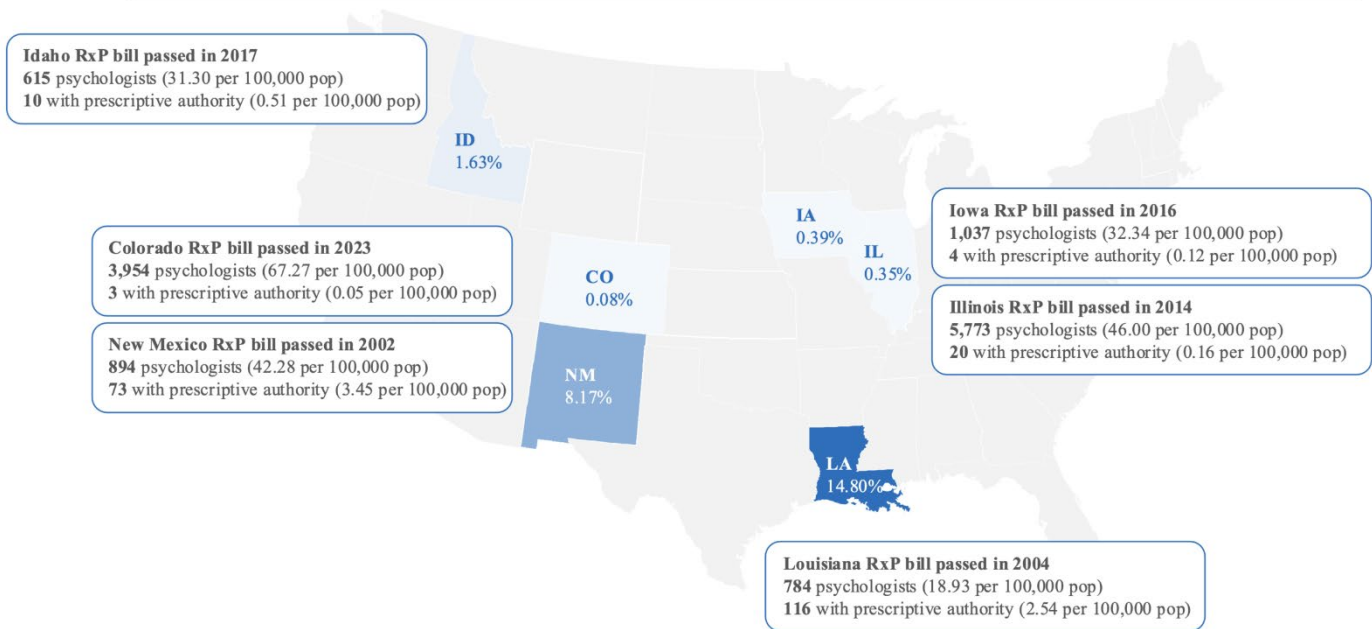 Idaho RxP bill passed in 2017
615 psychologists (31.30 per 100,000 pop)
10 with prescriptive authority (0.51 per 100,000 pop)
ID
1.63%
IA
0.39%
IL
0.35%
Iowa RxP bill passed in 2016
1,037 psychologists (32.34 per 100,000 pop)
4 with prescriptive authority (0.12 per 100,000 pop)
Colorado RxP bill passed in 2023
3,954 psychologists (67.27 per 100,000 pop)
3 with prescriptive authority (0.05 per 100,000 pop)
CO
0.08%
Illinois RxP bill passed in 2014
5,773 psychologists (46.00 per 100,000 pop)
20 with prescriptive authority (0.16 per 100,000 pop)
New Mexico RxP bill passed in 2002
894 psychologists (42.28 per 100,000 pop)
73 with prescriptive authority (3.45 per 100,000 pop)
NM
8.17%
LA
14.80%
Louisiana RxP bill passed in 2004
784 psychologists (18.93 per 100,000 pop)
116 with prescriptive authority (2.54 per 100,000 pop)